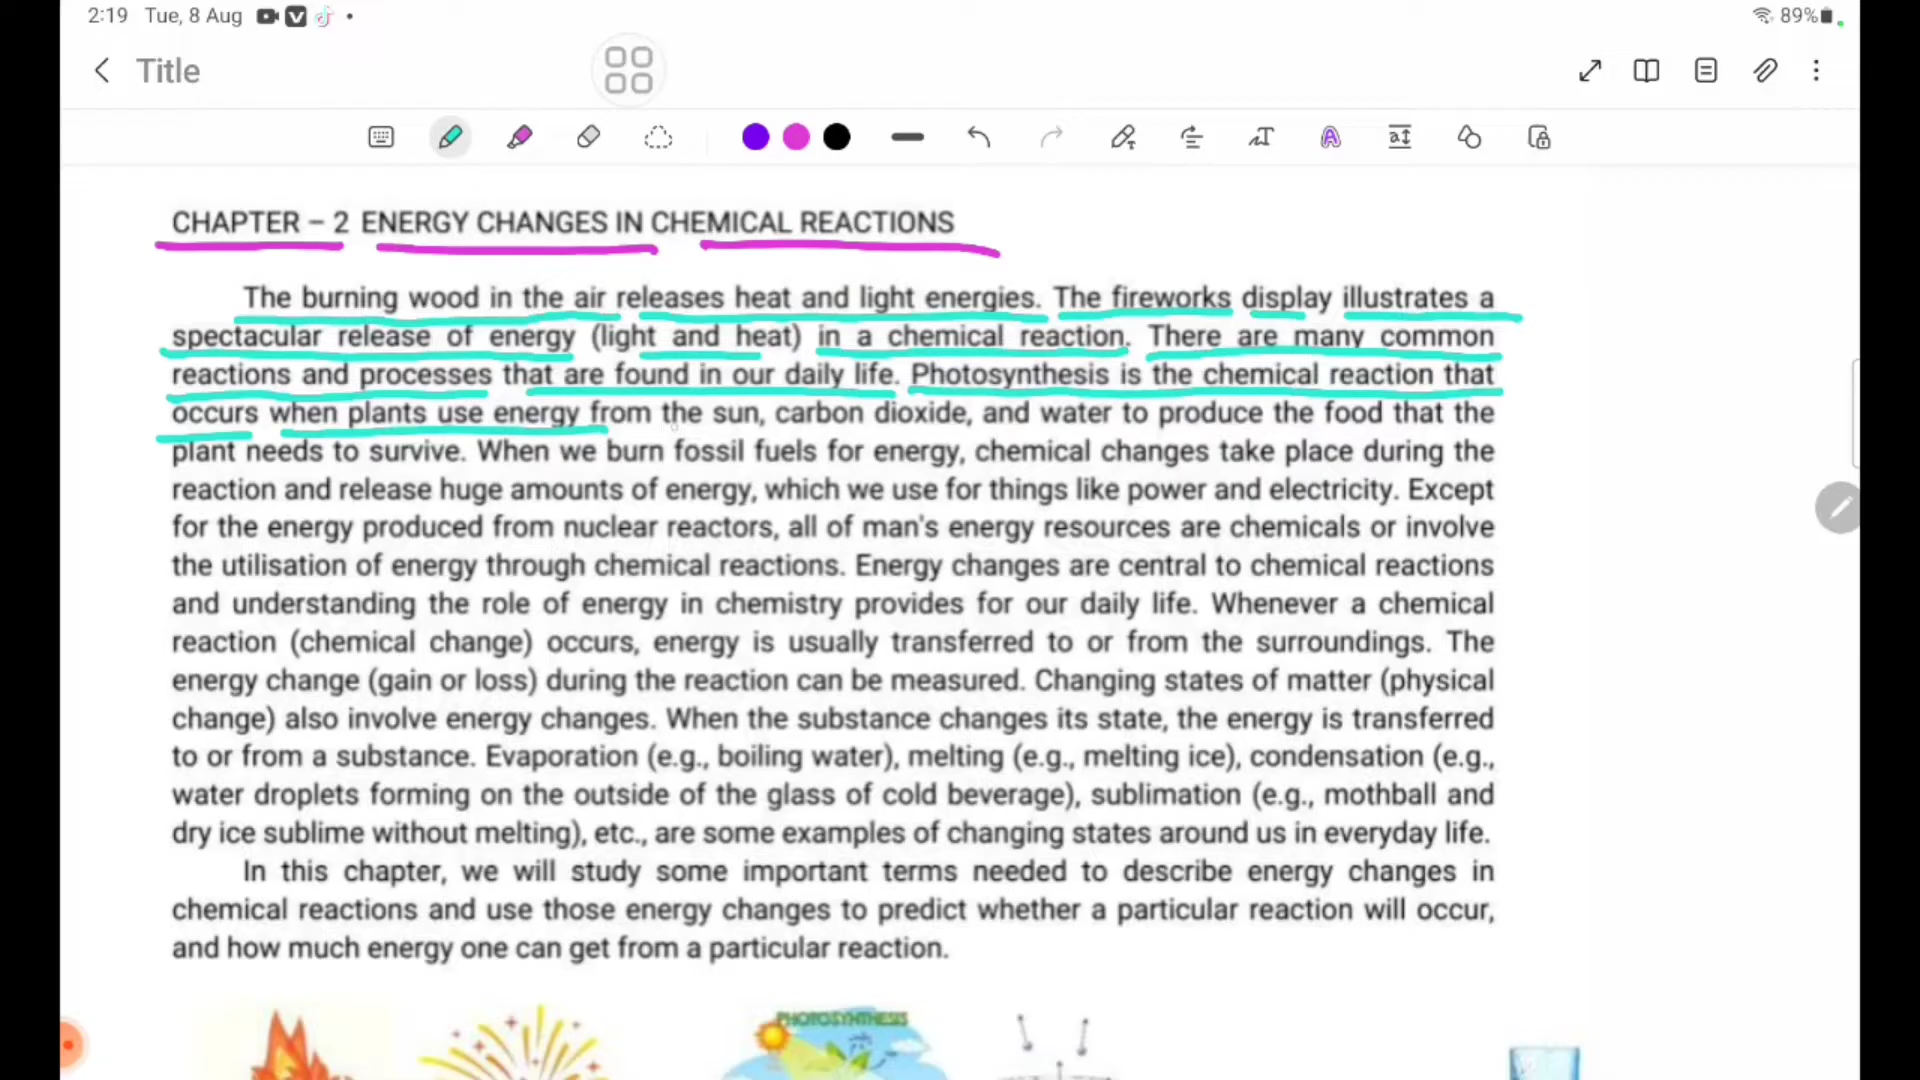 2:19 Tue, 8 Aug
89%
Title
CHAPTER – 2 ENERGY CHANGES IN CHEMICAL REACTIONS
The burning wood in the air releases heat and light energies. The fireworks display illustrates a
spectacular release of energy (light and heat) in a chemical reaction. There are many common
reactions and processes that are found in our daily life. Photosynthesis is the chemical reaction that
occurs when plants use energy from the sun, carbon dioxide, and water to produce the food that the
plant needs to survive. When we burn fossil fuels for energy, chemical changes take place during the
reaction and release huge amounts of energy, which we use for things like power and electricity. Except
for the energy produced from nuclear reactors, all of man's energy resources are chemicals or involve
the utilisation of energy through chemical reactions. Energy changes are central to chemical reactions
and understanding the role of energy in chemistry provides for our daily life. Whenever a chemical
reaction (chemical change) occurs, energy is usually transferred to or from the surroundings. The
energy change (gain or loss) during the reaction can be measured. Changing states of matter (physical
change) also involve energy changes. When the substance changes its state, the energy is transferred
to or from a substance. Evaporation (e.g., boiling water), melting (e.g., melting ice), condensation (e.g.,
water droplets forming on the outside of the glass of cold beverage), sublimation (e.g., mothball and
dry ice sublime without melting), etc., are some examples of changing states around us in everyday life.
In this chapter, we will study some important terms needed to describe energy changes in
chemical reactions and use those energy changes to predict whether a particular reaction will occur,
and how much energy one can get from a particular reaction.
PHOTOSYNTHESIS